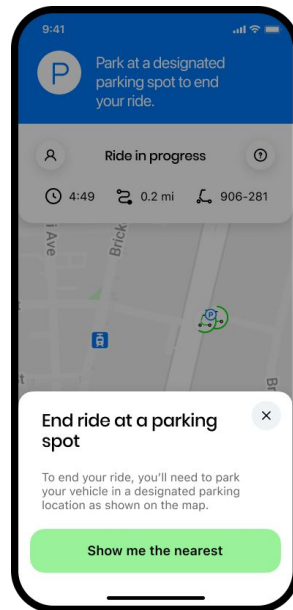 9:41
P
Park at a designated
parking spot to end
your ride.
Ride in progress
4:49 0.2 mi 906-281
i Ave
Brick
P
st
Br
End ride at a parking
spot
To end your ride, you'll need to park
your vehicle in a designated parking
location as shown on the map.
Show me the nearest